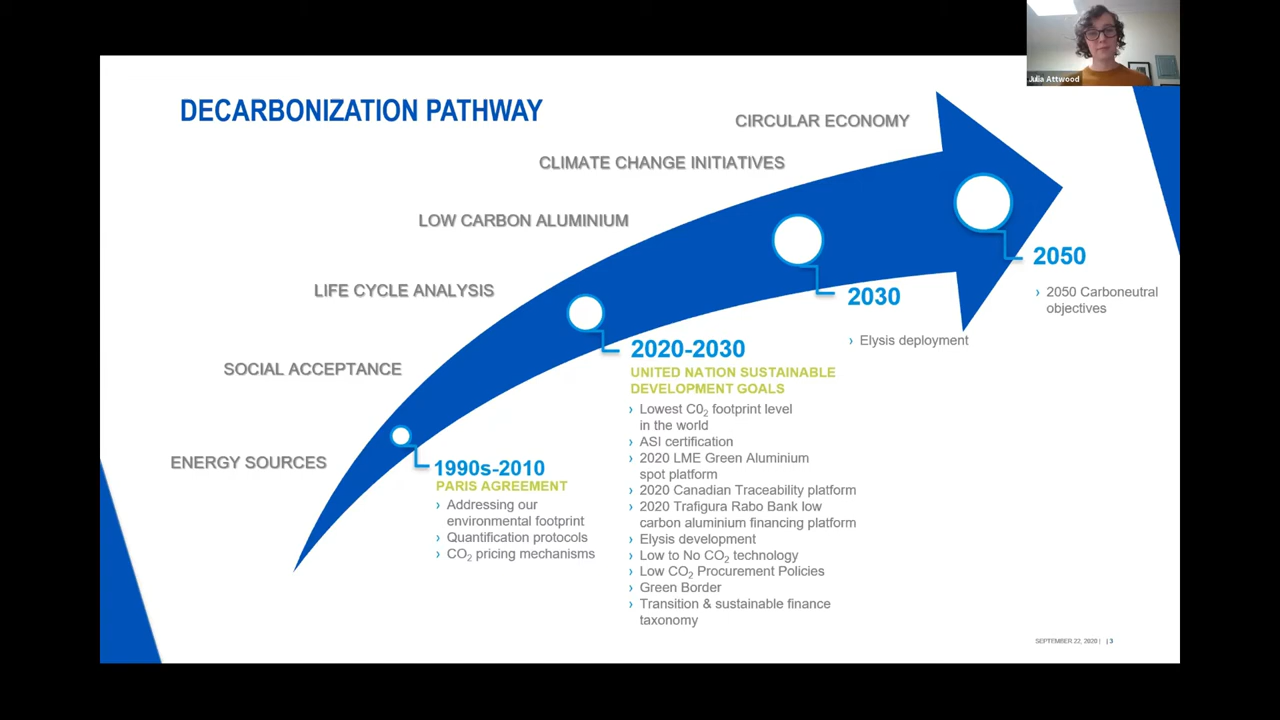 Julia Attwood
DECARBONIZATION PATHWAY
CIRCULAR ECONOMY
CLIMATE CHANGE INITIATIVES
LOW CARBON ALUMINIUM
LIFE CYCLE ANALYSIS
SOCIAL ACCEPTANCE
ENERGY SOURCES
1990s-2010
PARIS AGREEMENT
› Addressing our
environmental footprint
› Quantification protocols
› CO₂ pricing mechanisms
2020-2030
UNITED NATION SUSTAINABLE
DEVELOPMENT GOALS
› Lowest C0₂ footprint level
in the world
› ASI certification
› 2020 LME Green Aluminium
spot platform
› 2020 Canadian Traceability platform
› 2020 Trafigura Rabo Bank low
carbon aluminium financing platform
› Elysis development
› Low to No CO₂ technology
› Low CO₂ Procurement Policies
› Green Border
› Transition & sustainable finance
taxonomy
2030
› Elysis deployment
2050
› 2050 Carboneutral
objectives
SEPTEMBER 22, 2020 | | 3